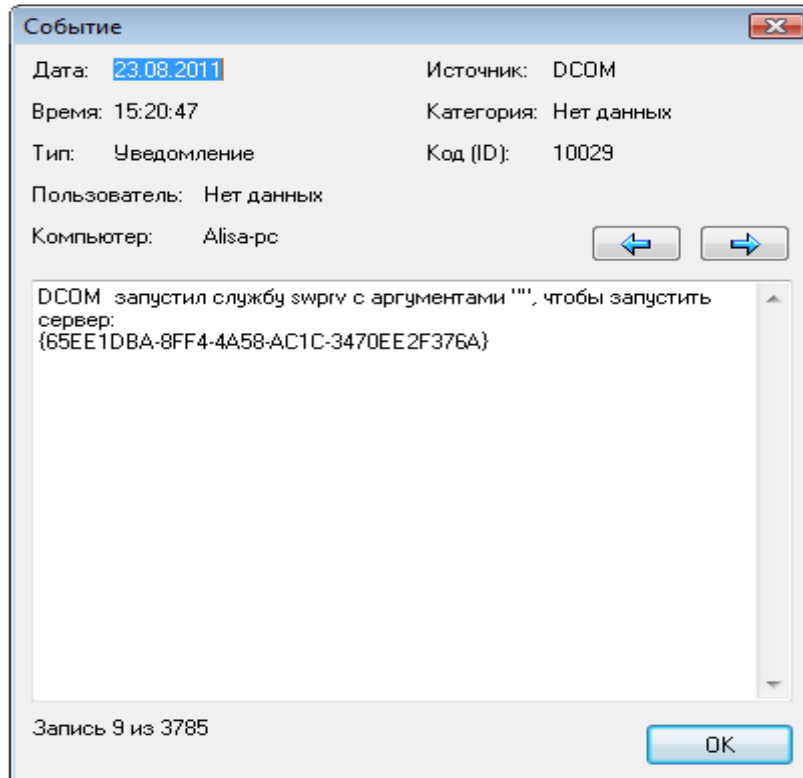 Событие
Дата: 23.08.2011 Источник: DCOM
Время: 15:20:47 Категория: Нет данных
Тип: Уведомление Код (ID): 10029
Пользователь: Нет данных
Компьютер: Alisa-pc
DCOM запустил службу swprv с аргументами "", чтобы запустить
сервер:
{65EE1DBA-8FF4-4A58-AC1C-3470EE2F376A}
Запись 9 из 3785
OK